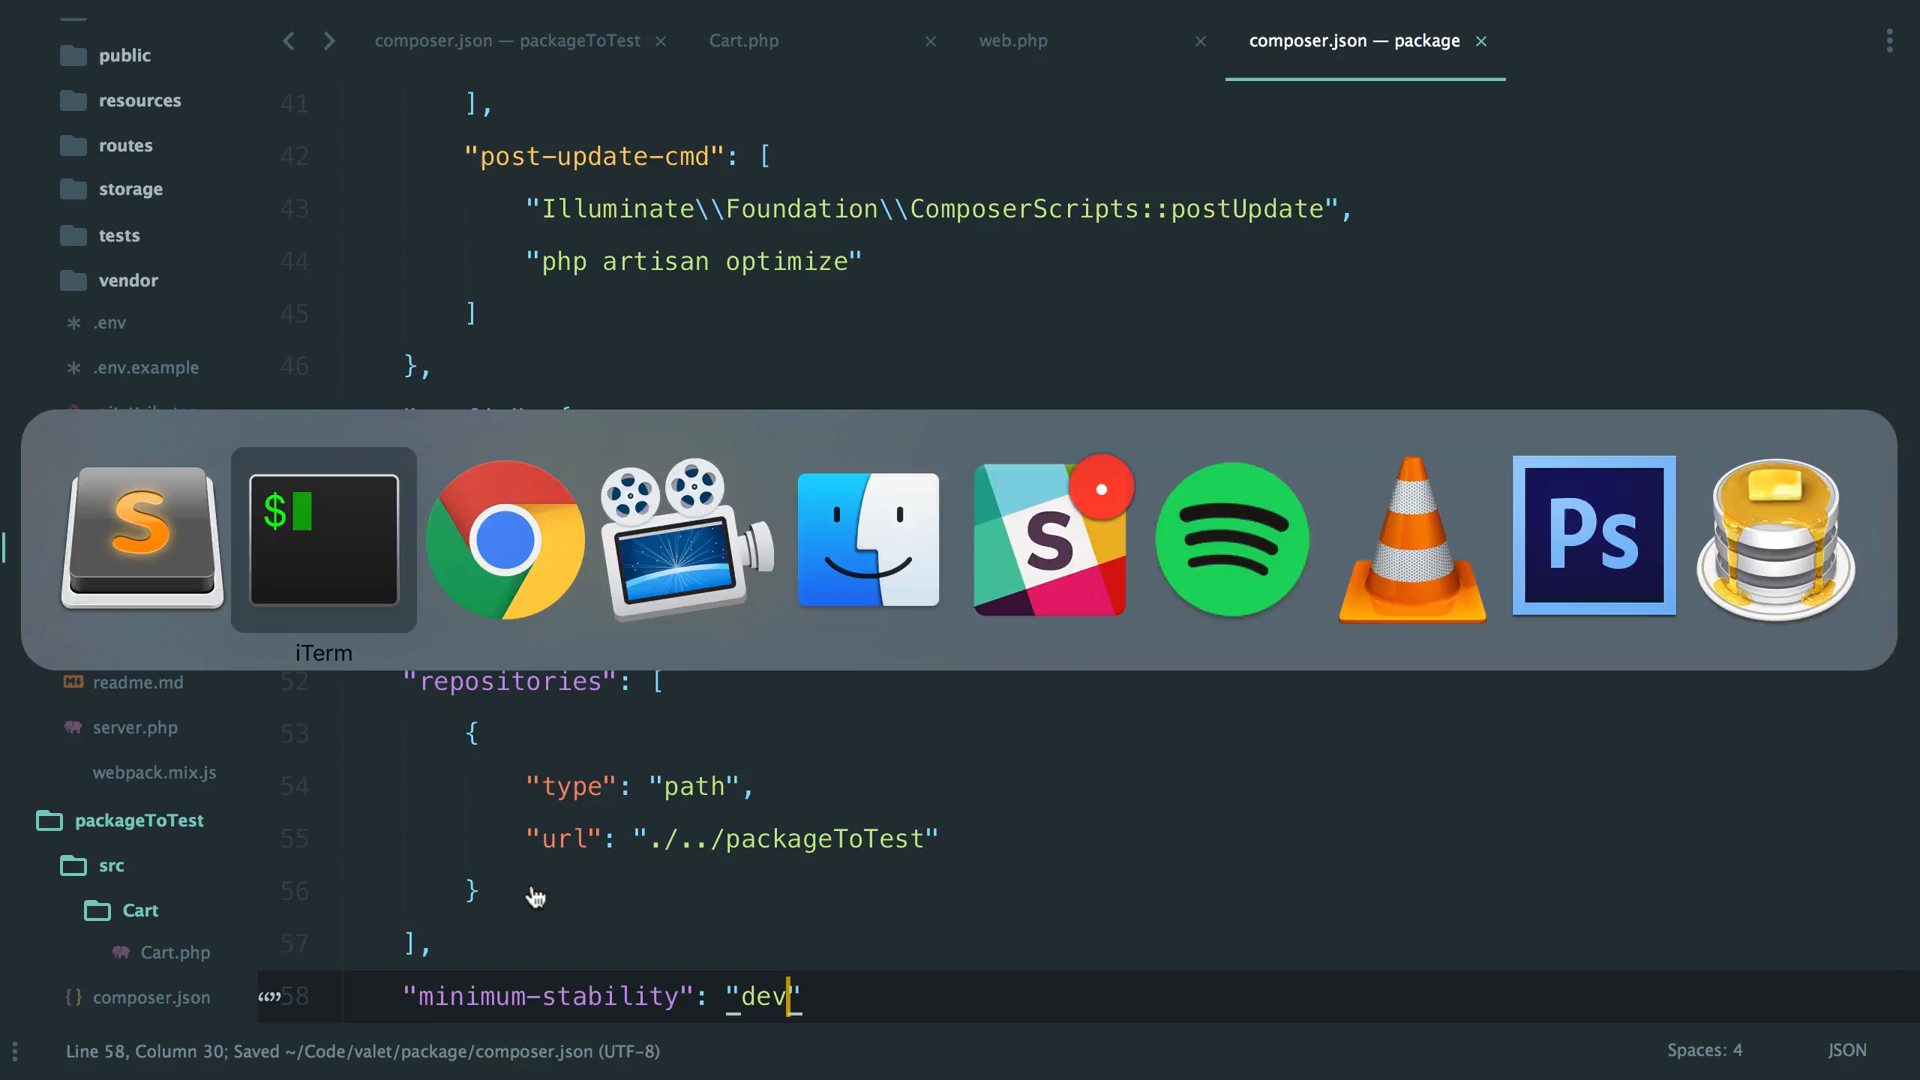 composer.json — packageToTest ×
Cart.php ×
web.php ×
composer.json — package ×
public
resources
routes
storage
tests
vendor
.env
.env.example
41 ],
42 "post-update-cmd": [
43 "Illuminate\\Foundation\\ComposerScripts::postUpdate",
44 "php artisan optimize"
45 ]
46 },
S
$
S
Ps
iTerm
readme.md
server.php
webpack.mix.js
packageToTest
src
Cart
Cart.php
{ } composer.json
52 "repositories": [
53 {
54 "type": "path",
55 "url": "./../packageToTest"
56 }
57 ],
58 "minimum-stability": "dev"
Line 58, Column 30; Saved ~/Code/valet/package/composer.json (UTF-8)
Spaces: 4
JSON